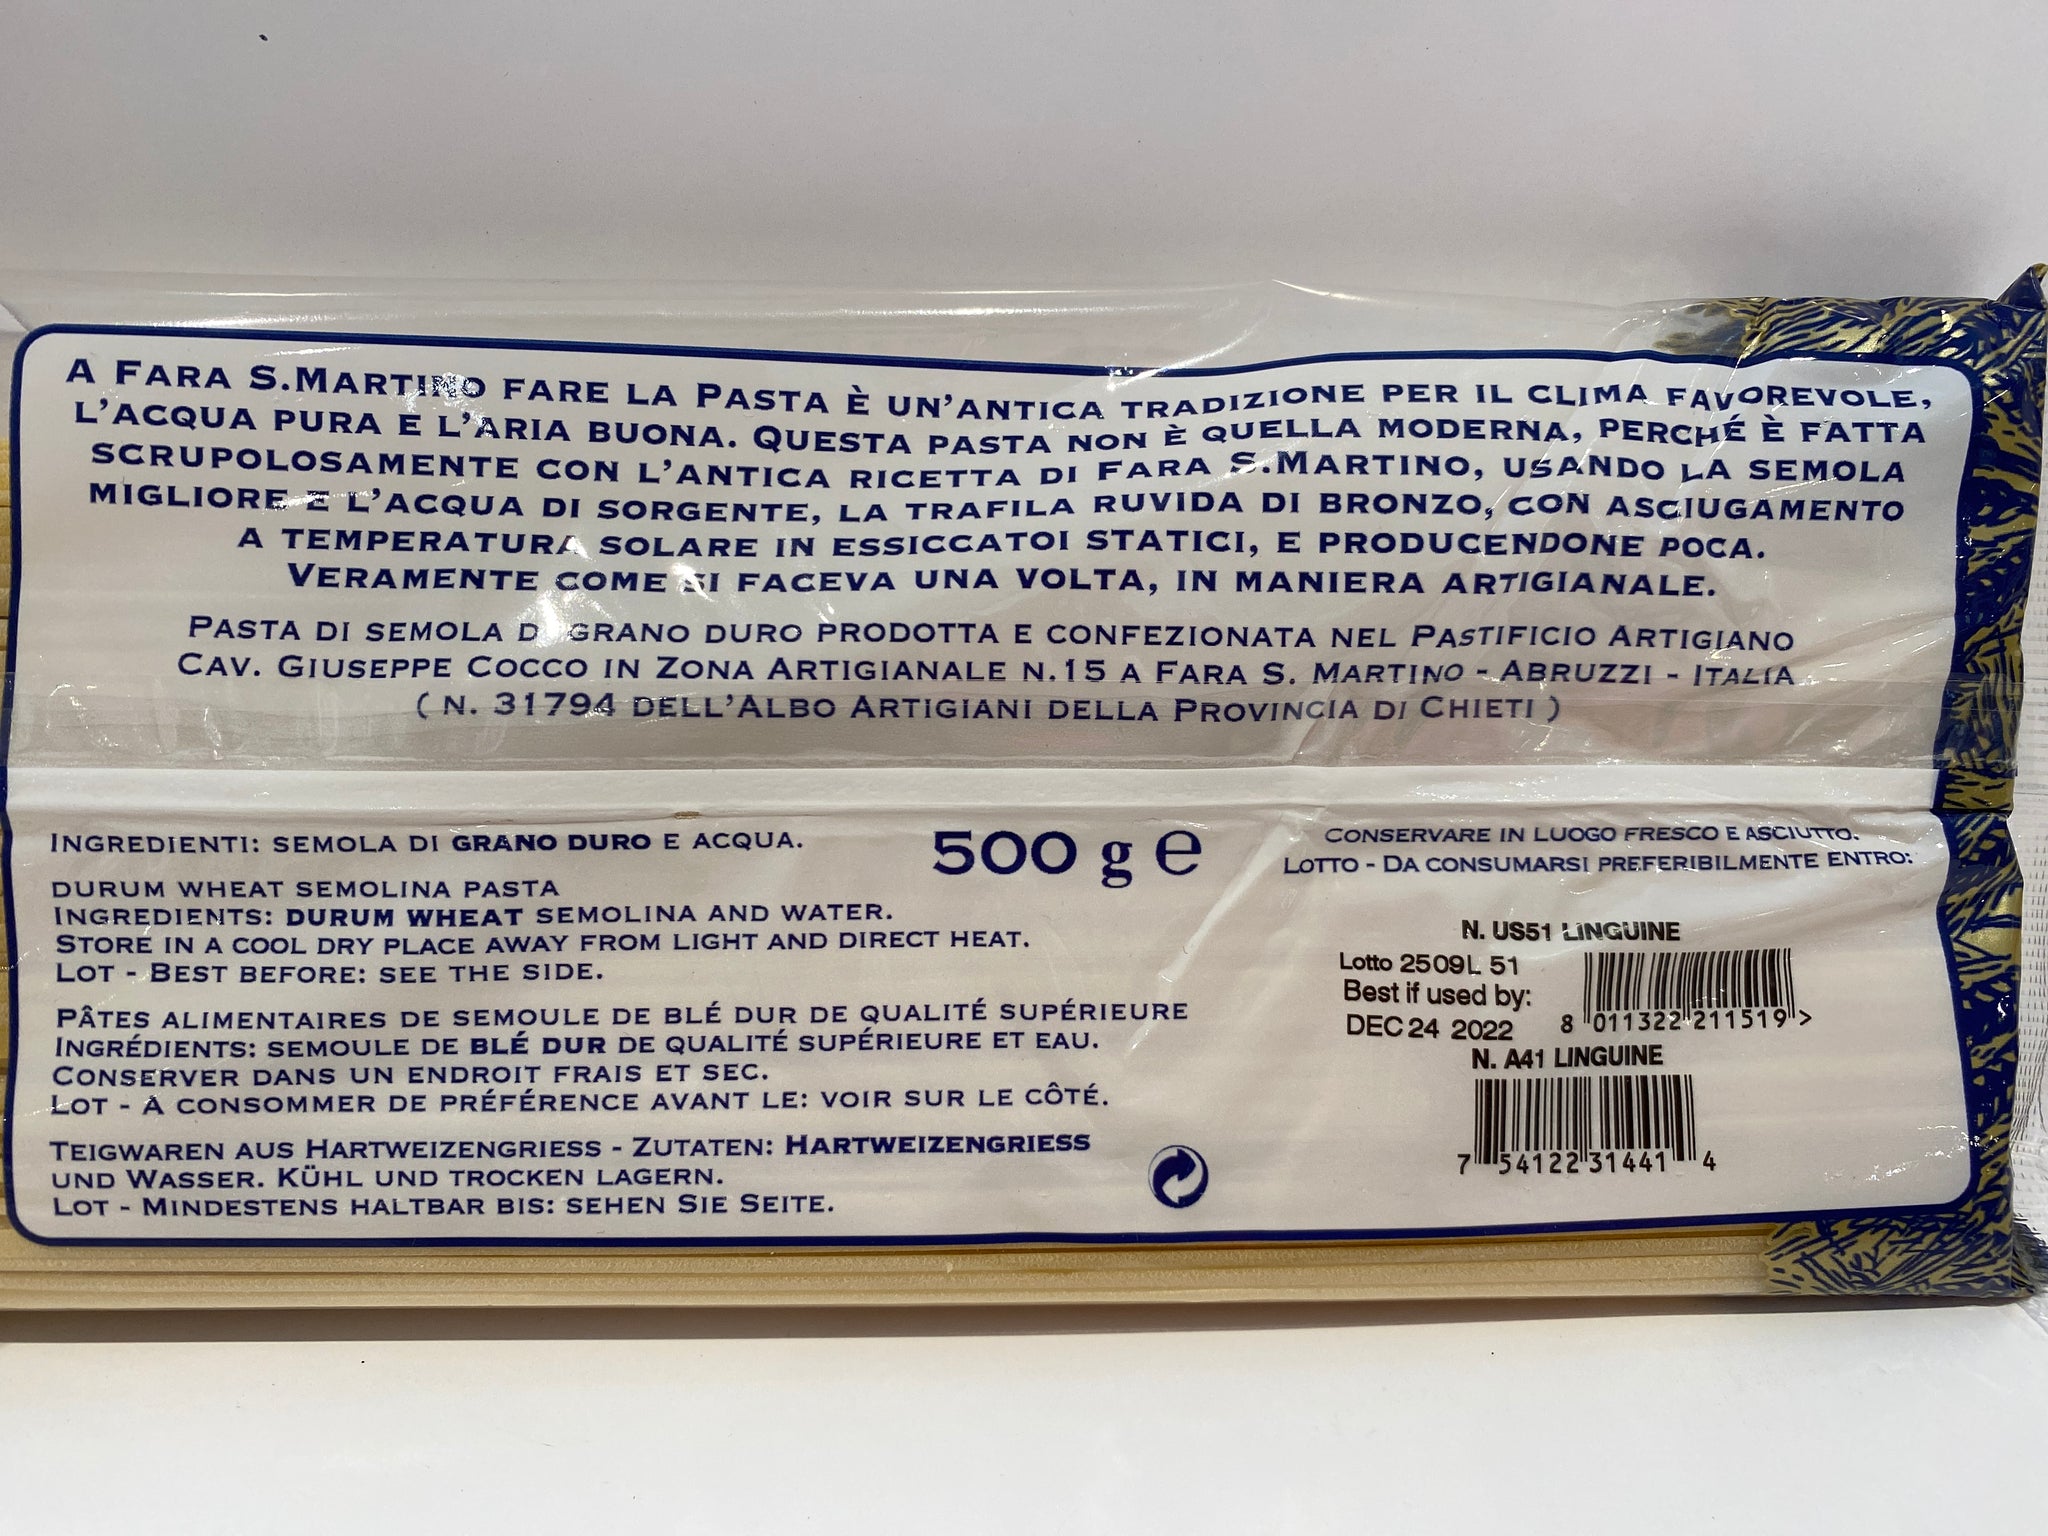 A FARA S.MARTINO FARE LA PASTA È UN'ANTICA TRADIZIONE PER IL CLIMA FAVOREVOLE,
L'ACQUA PURA E L'ARIA BUONA. QUESTA PASTA NON È QUELLA MODERNA, PERCHÉ È FATTA
SCRUPOLOSAMENTE CON L'ANTICA RICETTA DI FARA S.MARTINO, USANDO LA SEMOLA
MIGLIORE E L'ACQUA DI SORGENTE, LA TRAFILA RUVIDA DI BRONZO, CON ASCIUGAMENTO
A TEMPERATURA SOLARE IN ESSICCATOI STATICI, E PRODUCENDONE POCA.
VERAMENTE COME SI FACEVA UNA VOLTA, IN MANIERA ARTIGIANALE.
PASTA DI SEMOLA DI GRANO DURO PRODOTTA E CONFEZIONATA NEL PASTIFICIO ARTIGIANO
CAV. GIUSEPPE COCCO IN ZONA ARTIGIANALE N.15 A FARA S. MARTINO - ABRUZZI - ITALIA
( N. 31794 DELL'ALBO ARTIGIANI DELLA PROVINCIA DI CHIETI )
INGREDIENTI: SEMOLA DI GRANO DURO E ACQUA.
DURUM WHEAT SEMOLINA PASTA
INGREDIENTS: DURUM WHEAT SEMOLINA AND WATER.
STORE IN A COOL DRY PLACE AWAY FROM LIGHT AND DIRECT HEAT.
LOT - BEST BEFORE: SEE THE SIDE.
PÂTES ALIMENTAIRES DE SEMOULE DE BLÉ DUR DE QUALITÉ SUPÉRIEURE
INGRÉDIENTS: SEMOULE DE BLÉ DUR DE QUALITÉ SUPÉRIEURE ET EAU.
CONSERVER DANS UN ENDROIT FRAIS ET SEC.
LOT - À CONSOMMER DE PRÉFÉRENCE AVANT LE: VOIR SUR LE CÔTÉ.
TEIGWAREN AUS HARTWEIZENGRIESS - ZUTATEN: HARTWEIZENGRIESS
UND WASSER. KÜHL UND TROCKEN LAGERN.
LOT - MINDESTENS HALTBAR BIS: SEHEN SIE SEITE.
500 g e
CONSERVARE IN LUOGO FRESCO E ASCIUTTO.
LOTTO - DA CONSUMARSI PREFERIBILMENTE ENTRO:
N. US51 LINGUINE
Lotto 2509L 51
Best if used by:
DEC 24 2022
8 011322 211519 >
N. A41 LINGUINE
7 54122 31441 4